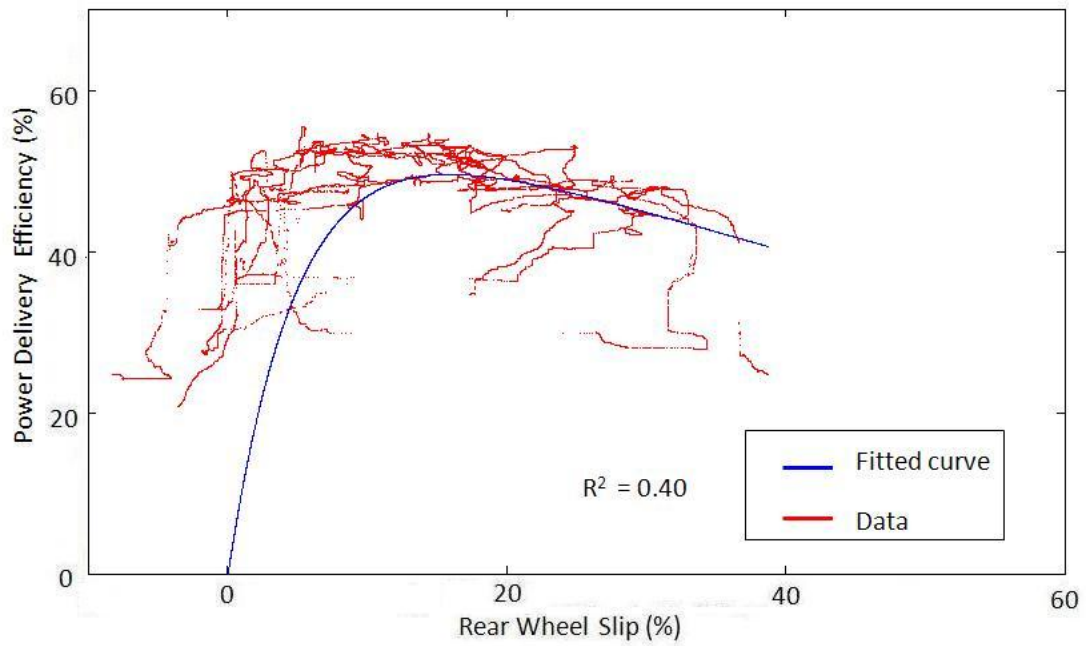 Power Delivery Efficiency (%)
60
40
20
0
R² = 0.40
Fitted curve
Data
0
20
40
60
Rear Wheel Slip (%)